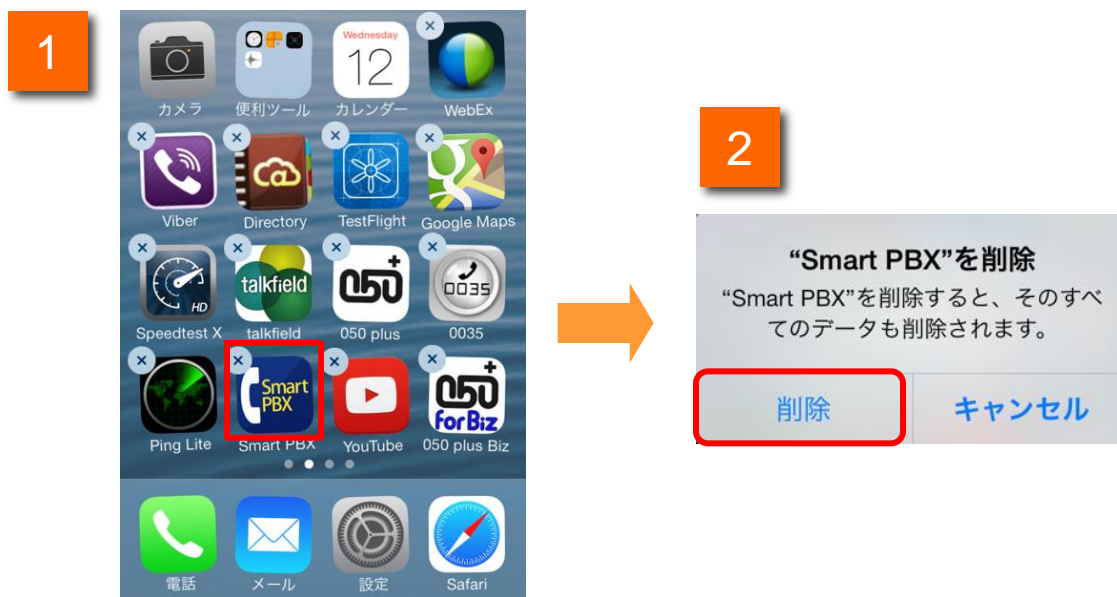 1
Wednesday
12
カメラ
便利ツール
カレンダー
WebEx
Viber
Directory
TestFlight
Google Maps
HD
talkfield
050
0035
Speedtest X
talkfield
050 plus
0035
Smart
PBX
050
for Biz
Ping Lite
Smart PBX
YouTube
050 plus Biz
電話
メール
設定
Safari
2
“Smart PBX”を削除
“Smart PBX”を削除すると、そのすべ
てのデータも削除されます。
削除
キャンセル